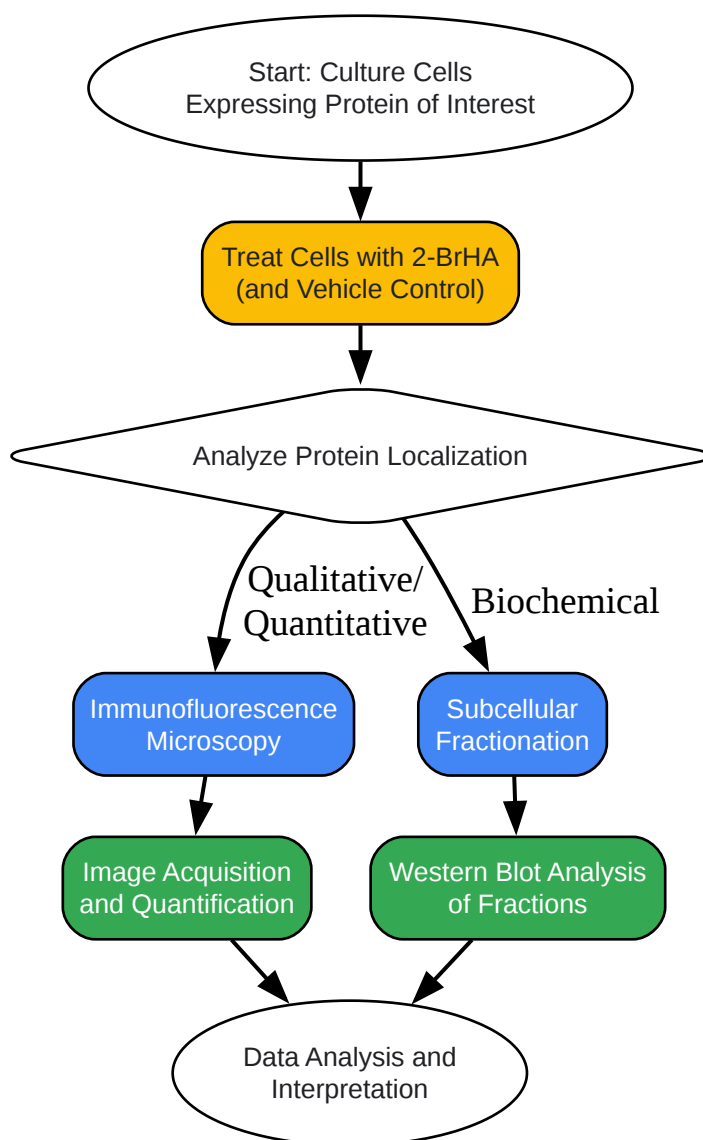 Start: Culture Cells
Expressing Protein of Interest
Treat Cells with 2-BrHA
(and Vehicle Control)
Analyze Protein Localization
Qualitative/
Quantitative
Biochemical
Immunofluorescence
Microscopy
Subcellular
Fractionation
Image Acquisition
and Quantification
Western Blot Analysis
of Fractions
Data Analysis and
Interpretation